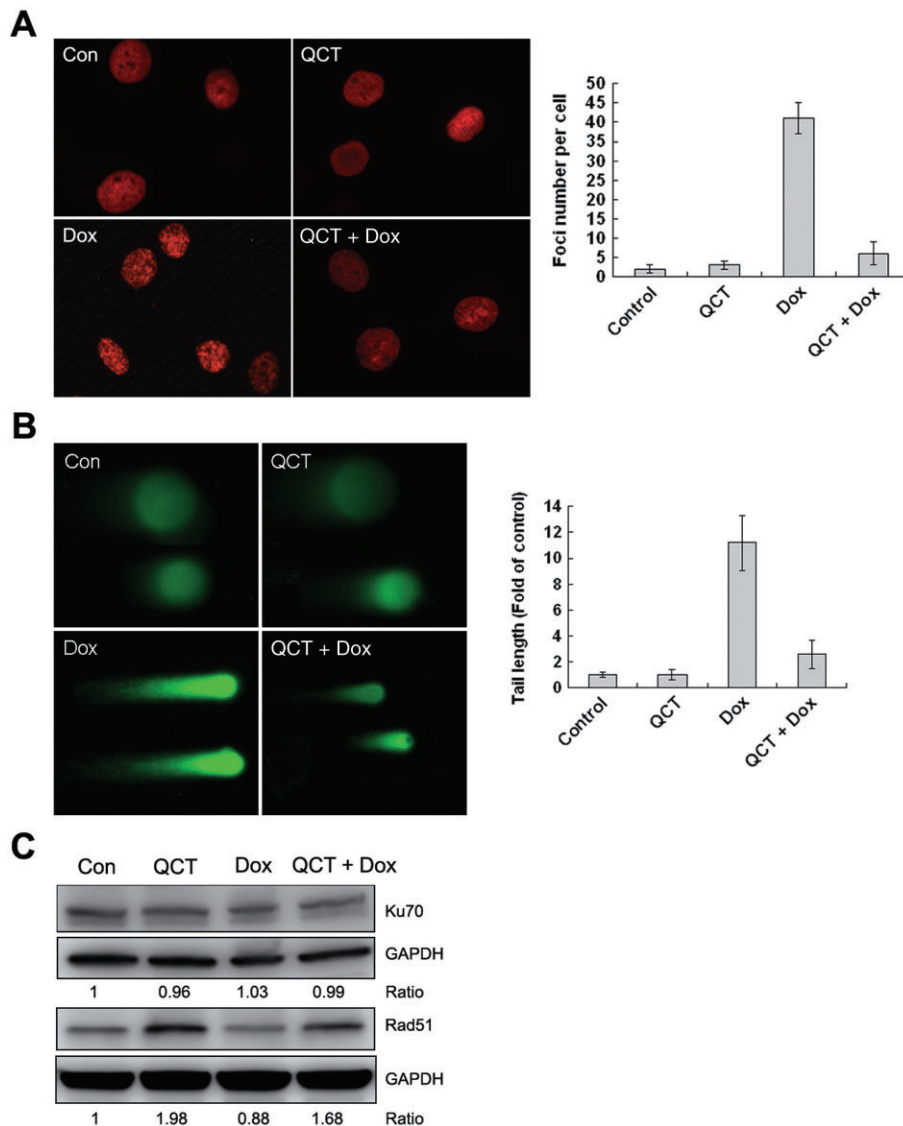 A
Con
QCT
Dox
QCT + Dox
Foci number per cell
50
45
40
35
30
25
20
15
10
5
0
Control
QCT
Dox
QCT + Dox
B
Con
QCT
Dox
QCT + Dox
Tail length (Fold of control)
14
12
10
8
6
4
2
0
Control
QCT
Dox
QCT + Dox
C
Con QCT Dox QCT + Dox
Ku70
GAPDH
1 0.96 1.03 0.99 Ratio
Rad51
GAPDH
1 1.98 0.88 1.68 Ratio